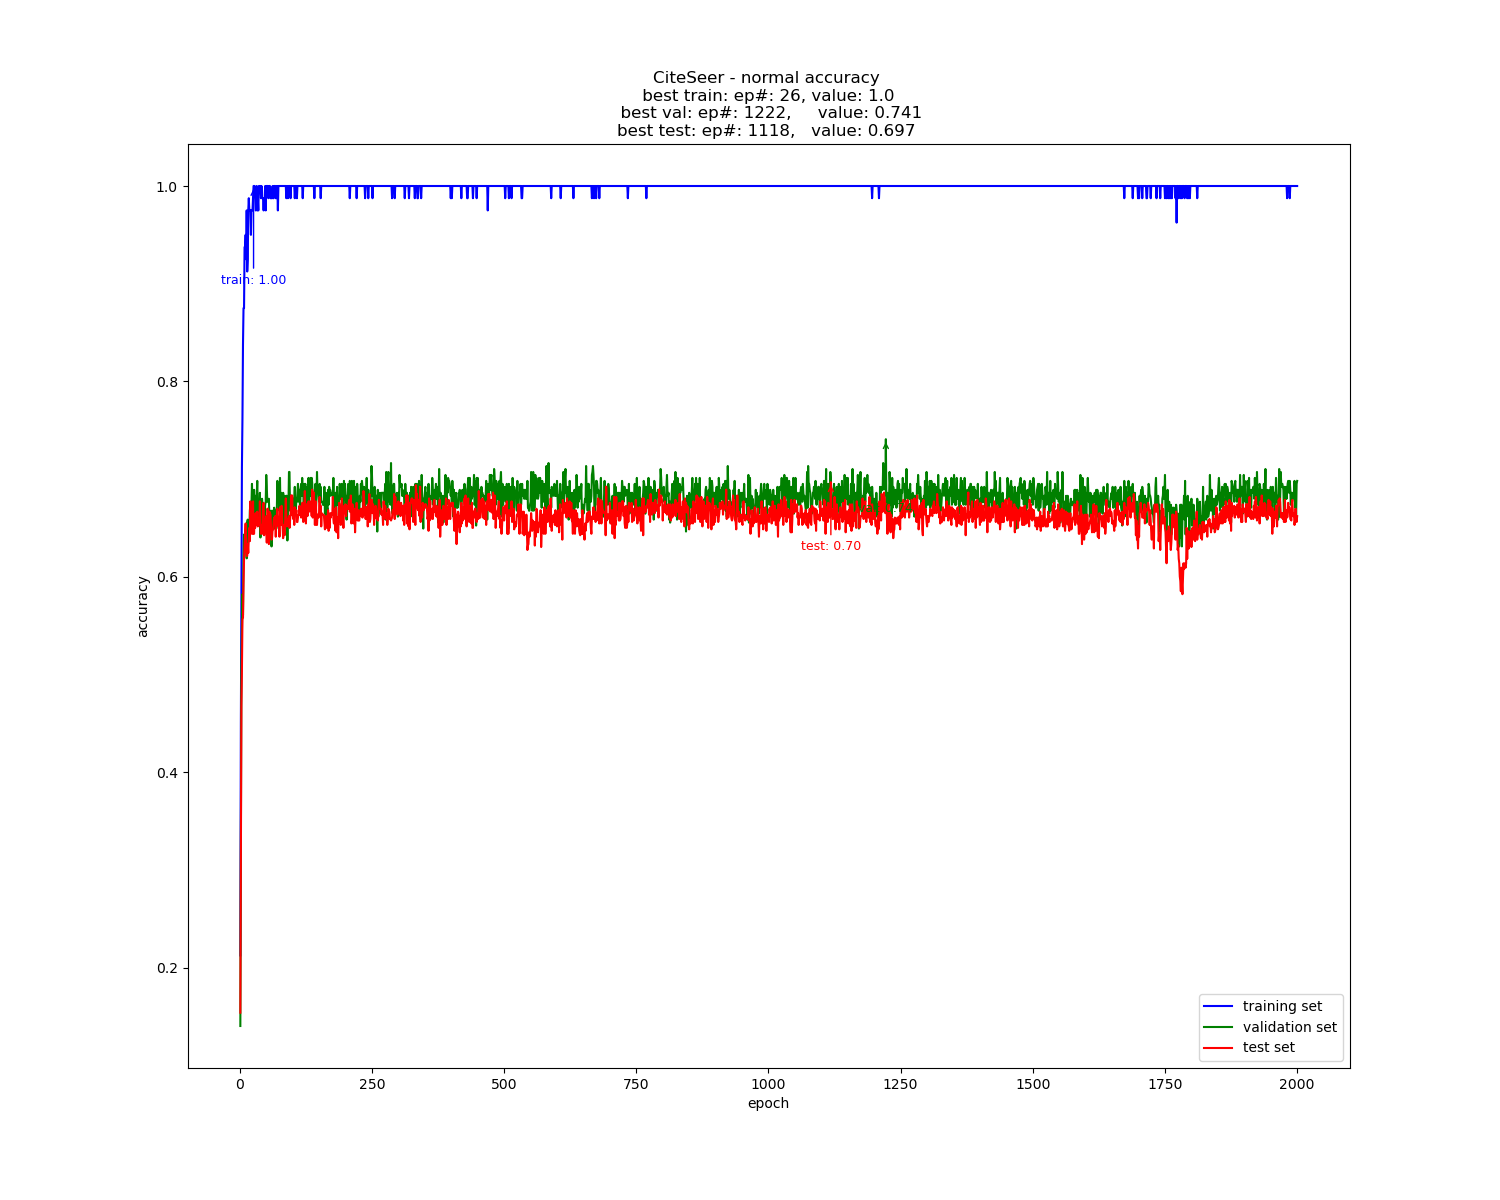 CiteSeer - normal accuracy
best train: ep#: 26, value: 1.0
best val: ep#: 1222,     value: 0.741
best test: ep#: 1118,   value: 0.697
1.0
train: 1.00
0.8
test: 0.70
0.6
accuracy
0.4
0.2
training set
validation set
test set
0 250 500 750 1000 1250 1500 1750 2000
epoch